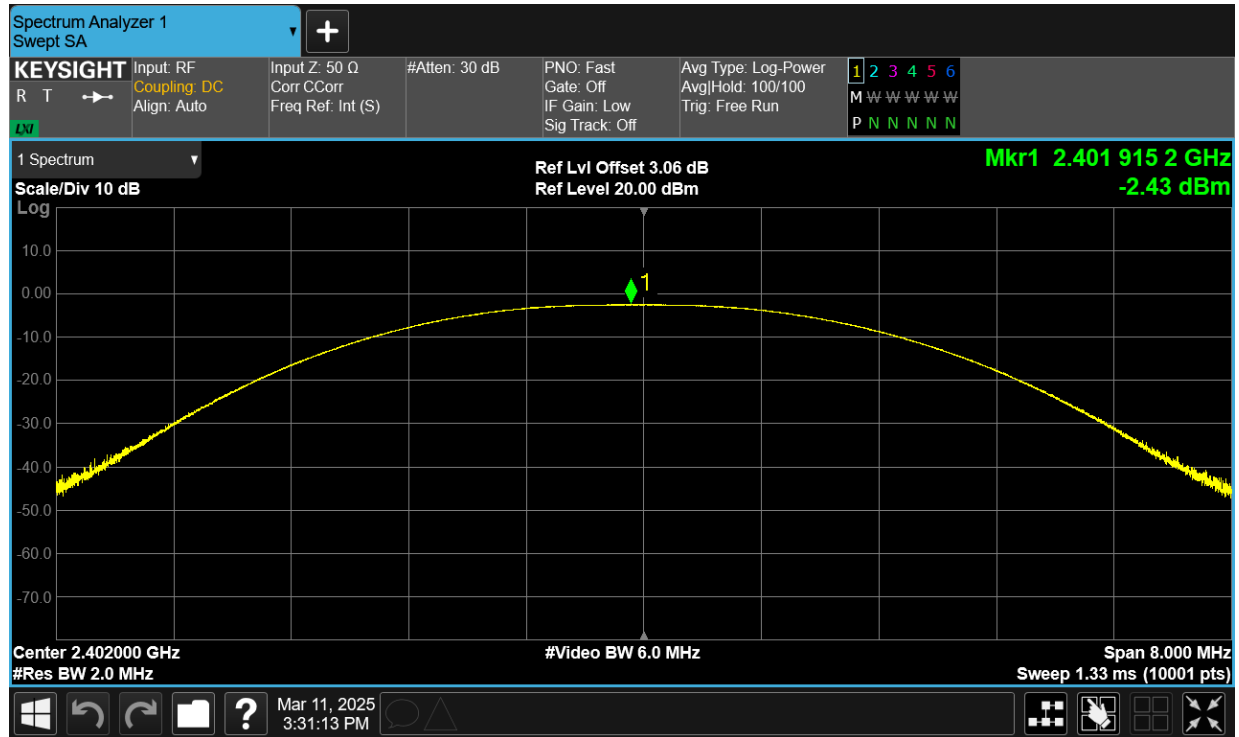 Spectrum Analyzer 1
Swept SA
+
KEYSIGHT
R T
LXI
Input: RF
Coupling: DC
Align: Auto
Input Z: 50 Ω
Corr CCorr
Freq Ref: Int (S)
#Atten: 30 dB
PNO: Fast
Gate: Off
IF Gain: Low
Sig Track: Off
Avg Type: Log-Power
Avg|Hold: 100/100
Trig: Free Run
1 2 3 4 5 6
M W W W W W
P N N N N N
1 Spectrum
Scale/Div 10 dB
Log
Ref Lvl Offset 3.06 dB
Ref Level 20.00 dBm
Mkr1 2.401 915 2 GHz
-2.43 dBm
10.0
0.00
-10.0
-20.0
-30.0
-40.0
-50.0
-60.0
-70.0
1
Center 2.402000 GHz
#Res BW 2.0 MHz
#Video BW 6.0 MHz
Span 8.000 MHz
Sweep 1.33 ms (10001 pts)
?
Mar 11, 2025
3:31:13 PM